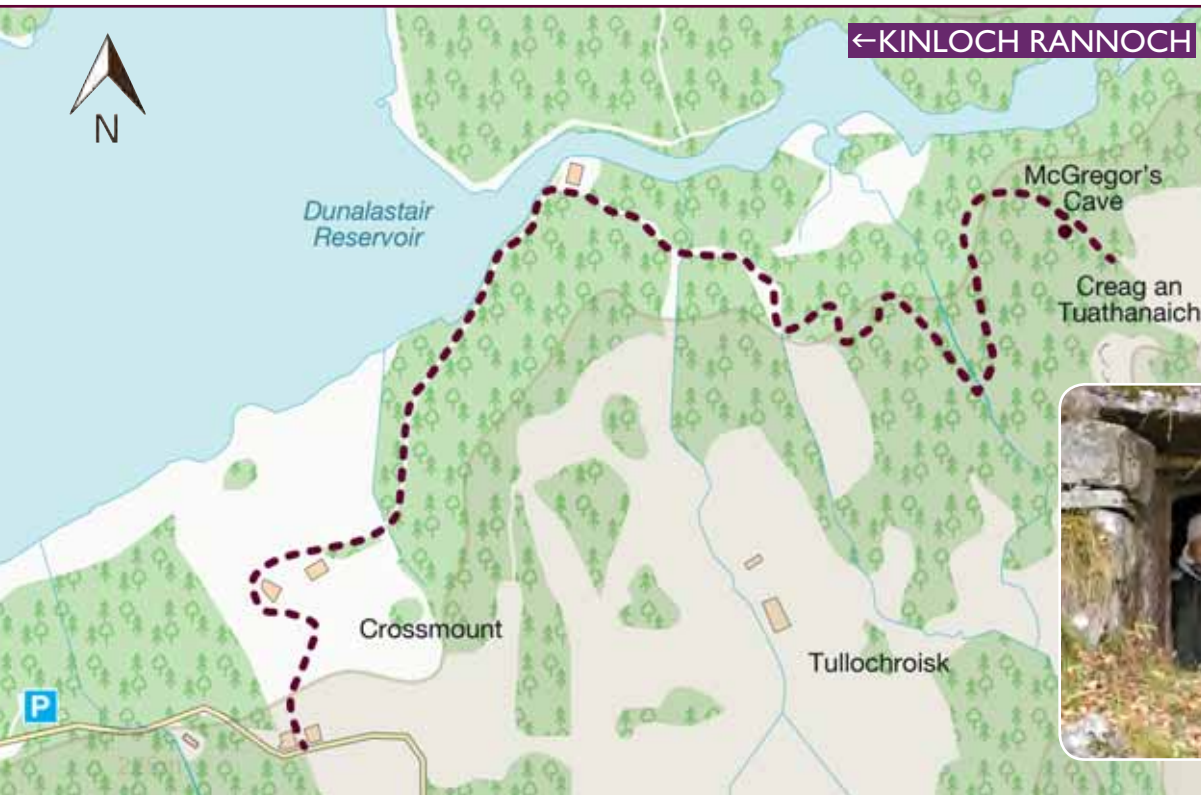 ←KINLOCH RANNOCH
N
Dunalastair
Reservoir
McGregor's
Cave
Creag an
Tuathanaich
Crossmount
Tullochroisk
P